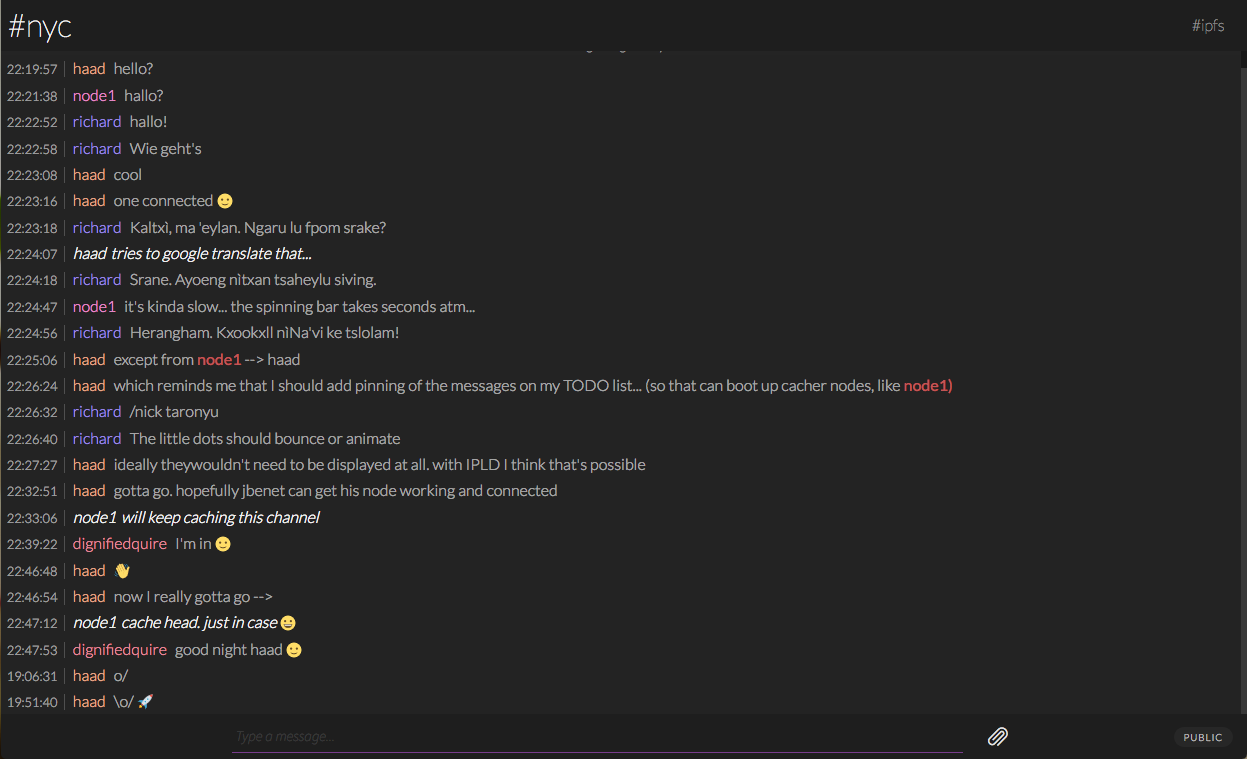 #nyc
#ipfs
22:19:57 haad hello?
22:21:38 node1 hallo?
22:22:52 richard hallo!
22:22:58 richard Wie geht's
22:23:08 haad cool
22:23:16 haad one connected 🙂
22:23:18 richard Kaltxì, ma 'eylan. Ngaru lu fpom srake?
22:24:07 haad tries to google translate that...
22:24:18 richard Srane. Ayoeng nìtxan tsaheylu siving.
22:24:47 node1 it's kinda slow... the spinning bar takes seconds atm...
22:24:56 richard Herangham. Kxookxll nìNa'vi ke tslolam!
22:25:06 haad except from node1 --> haad
22:26:24 haad which reminds me that I should add pinning of the messages on my TODO list... (so that can boot up cacher nodes, like node1)
22:26:32 richard /nick taronyu
22:26:40 richard The little dots should bounce or animate
22:27:27 haad ideally theywouldn't need to be displayed at all. with IPLD I think that's possible
22:32:51 haad gotta go. hopefully jbenet can get his node working and connected
22:33:06 node1 will keep caching this channel
22:39:22 dignifiedquire I'm in 🙂
22:46:48 haad 👋
22:46:54 haad now I really gotta go -->
22:47:12 node1 cache head. just in case 😀
22:47:53 dignifiedquire good night haad 🙂
19:06:31 haad o/
19:51:40 haad \o/ 🚀
Type a message...
PUBLIC